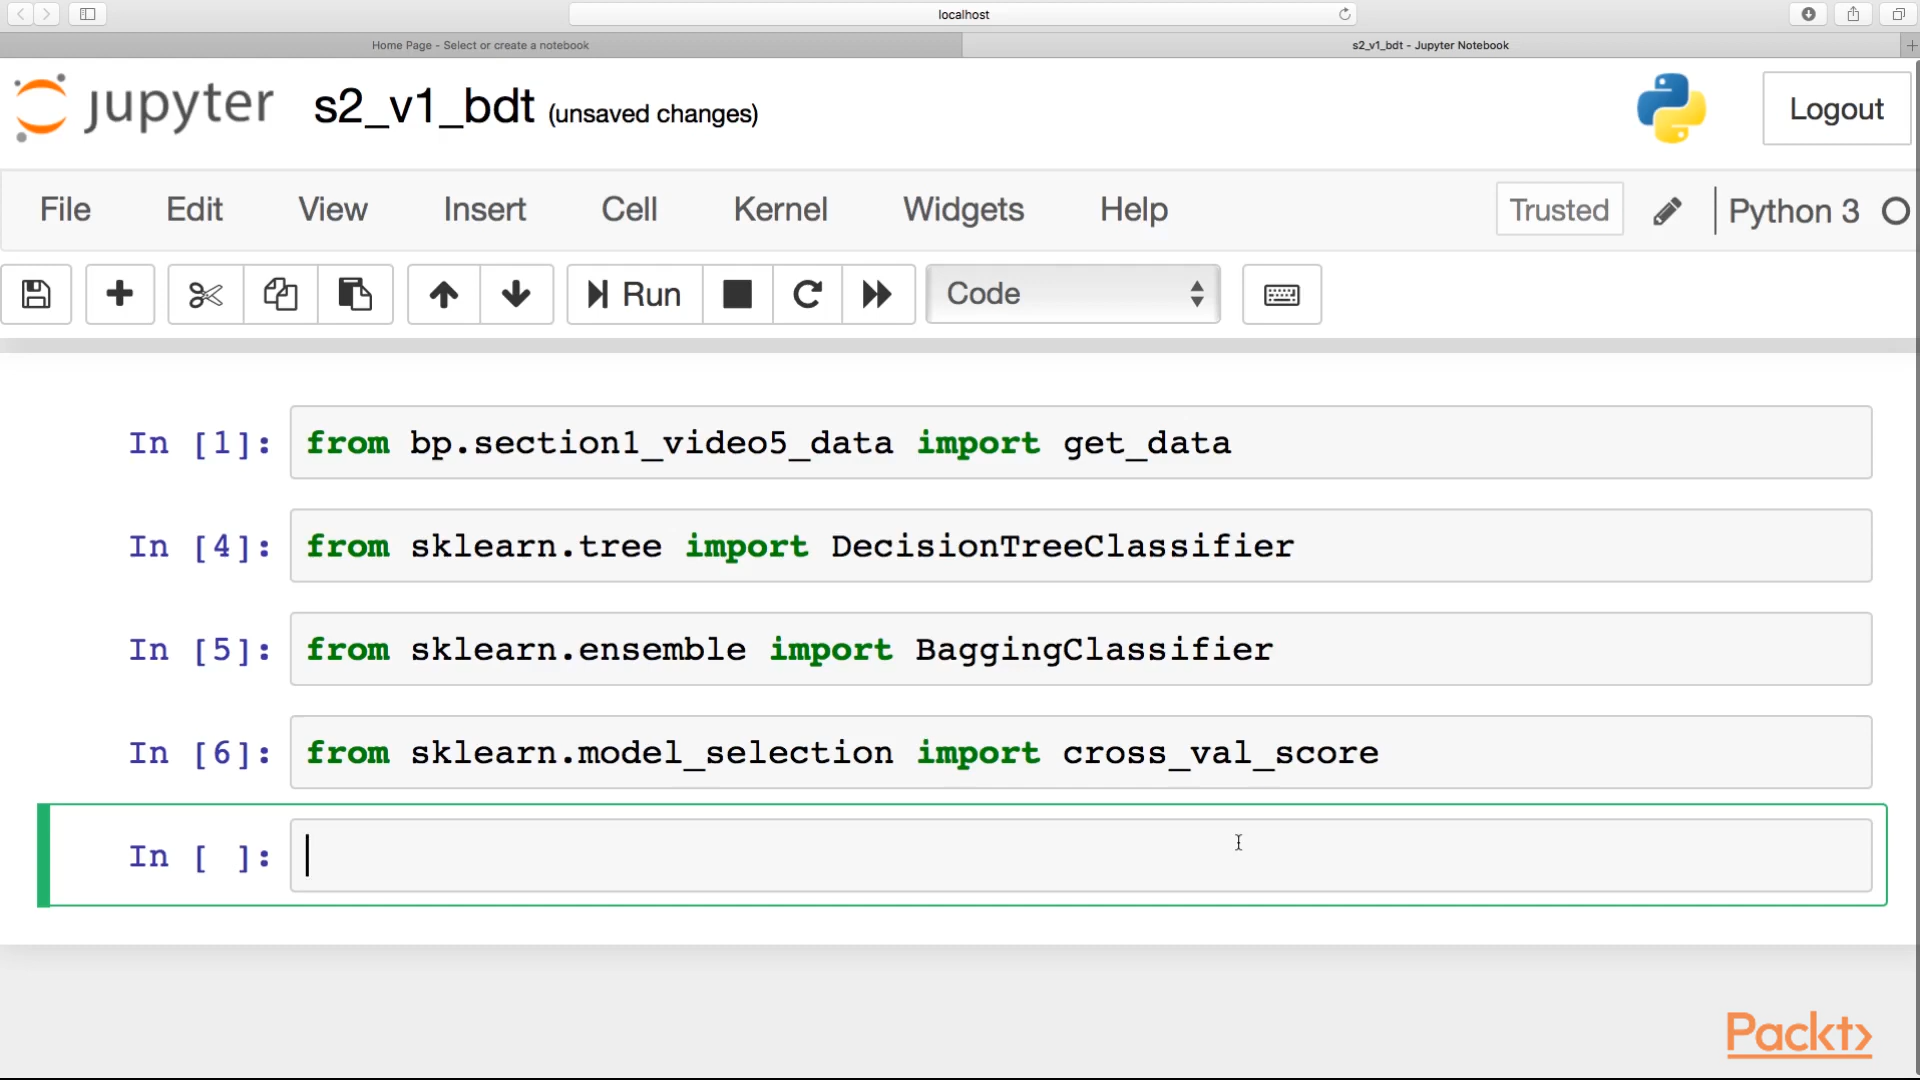 localhost
Home Page - Select or create a notebook
s2_v1_bdt - Jupyter Notebook
jupyter s2_v1_bdt (unsaved changes)
Logout
File Edit View Insert Cell Kernel Widgets Help Trusted Python 3
Run Code
In [1]: from bp.section1_video5_data import get_data
In [4]: from sklearn.tree import DecisionTreeClassifier
In [5]: from sklearn.ensemble import BaggingClassifier
In [6]: from sklearn.model_selection import cross_val_score
In [ ]:
Packt>